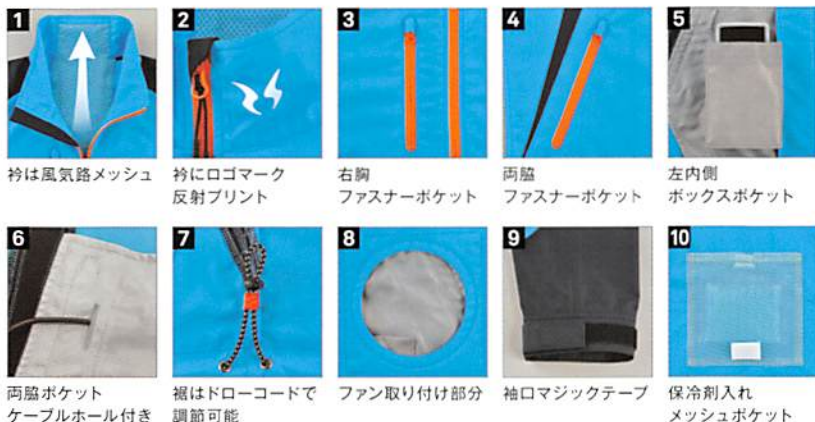 1
衿は風気路メッシュ
2
衿にロゴマーク
反射プリント
3
右胸
ファスナーポケット
4
両脇
ファスナーポケット
5
左内側
ボックスポケット
6
両脇ポケット
ケーブルホール付き
7
裾はドローコードで
調節可能
8
ファン取り付け部分
9
袖口マジックテープ
10
保冷剤入れ
メッシュポケット